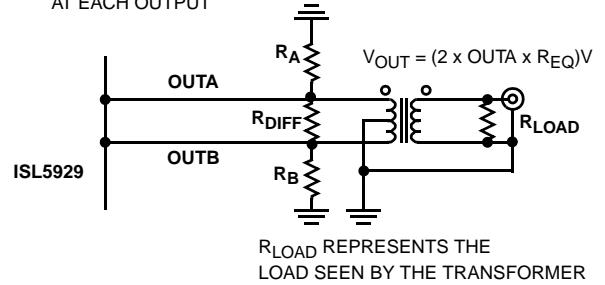 AT EACH OUTPUT
RA
VOUT = (2 x OUTA x REQ)V
OUTA
RDIFF
RLOAD
OUTB
RB
ISL5929
RLOAD REPRESENTS THE
LOAD SEEN BY THE TRANSFORMER